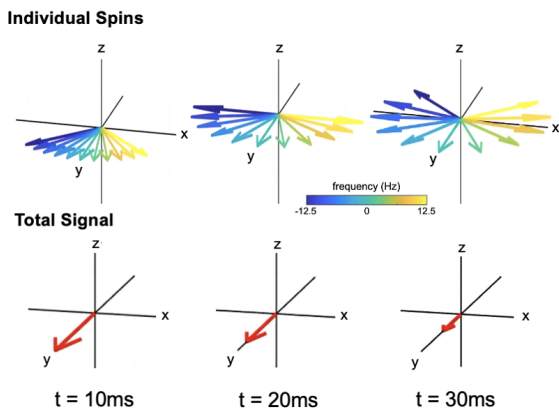 Individual Spins
z z z
x
y
y
y
x
frequency (Hz)
-12.5 0 12.5
Total Signal
z z z
x x x
y y y
t = 10ms t = 20ms t = 30ms